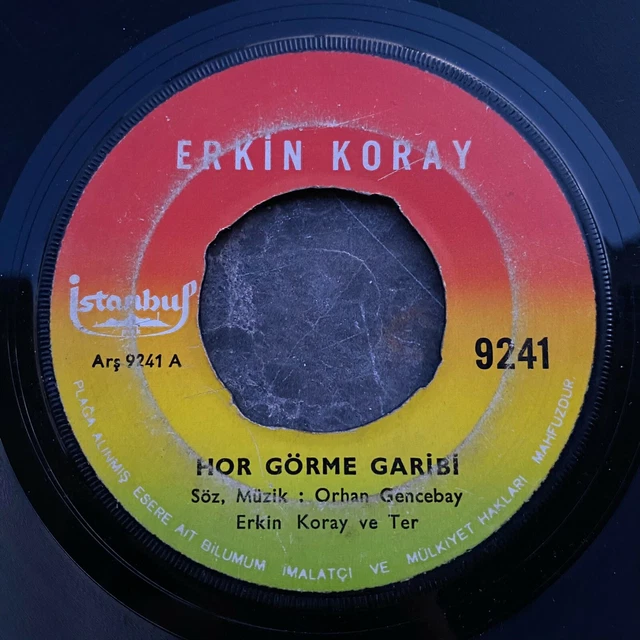 ERKİN KORAY
İstanbul
Arş 9241 A
9241
HOR GÖRME GARİBİ
Söz, Müzik : Orhan Gencebay
Erkin Koray ve Ter
PLAĞA ALINMIŞ ESERE AİT BİLUMUM İMALATÇI VE MÜLKİYET HAKLARI MAHFUZDUR